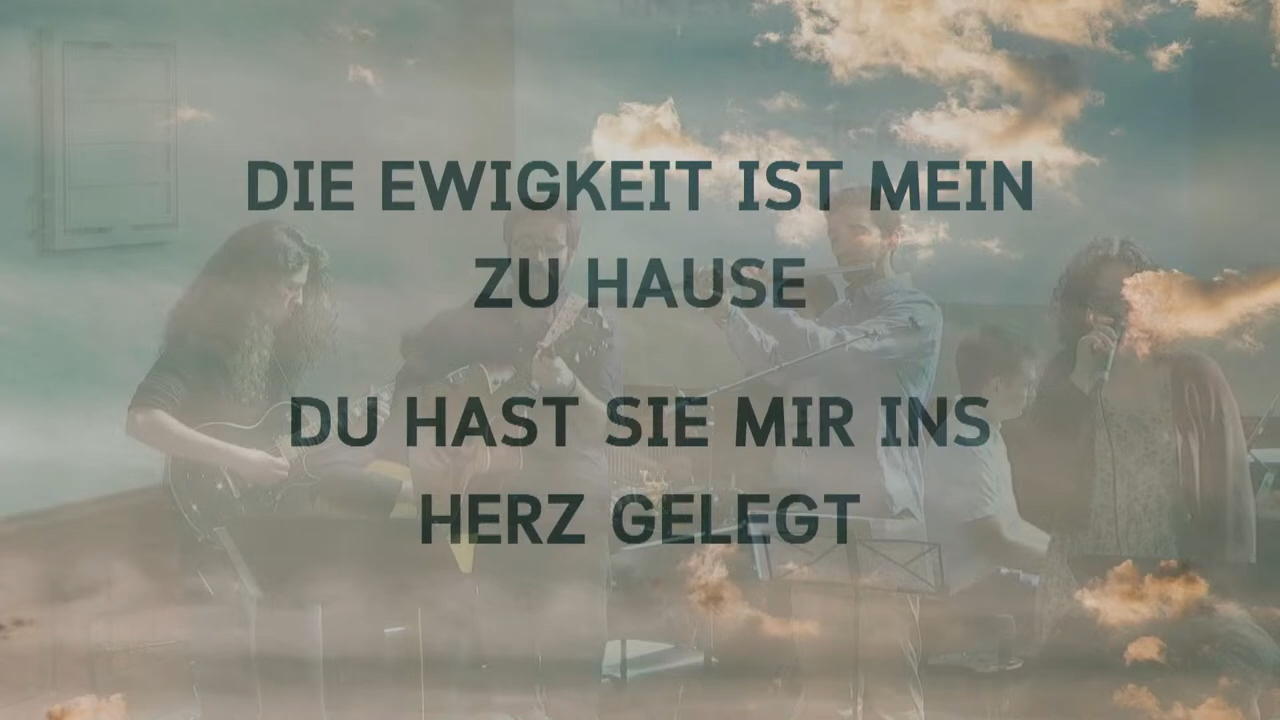 DIE EWIGKEIT IST MEIN
ZU HAUSE
DU HAST SIE MIR INS
HERZ GELEGT